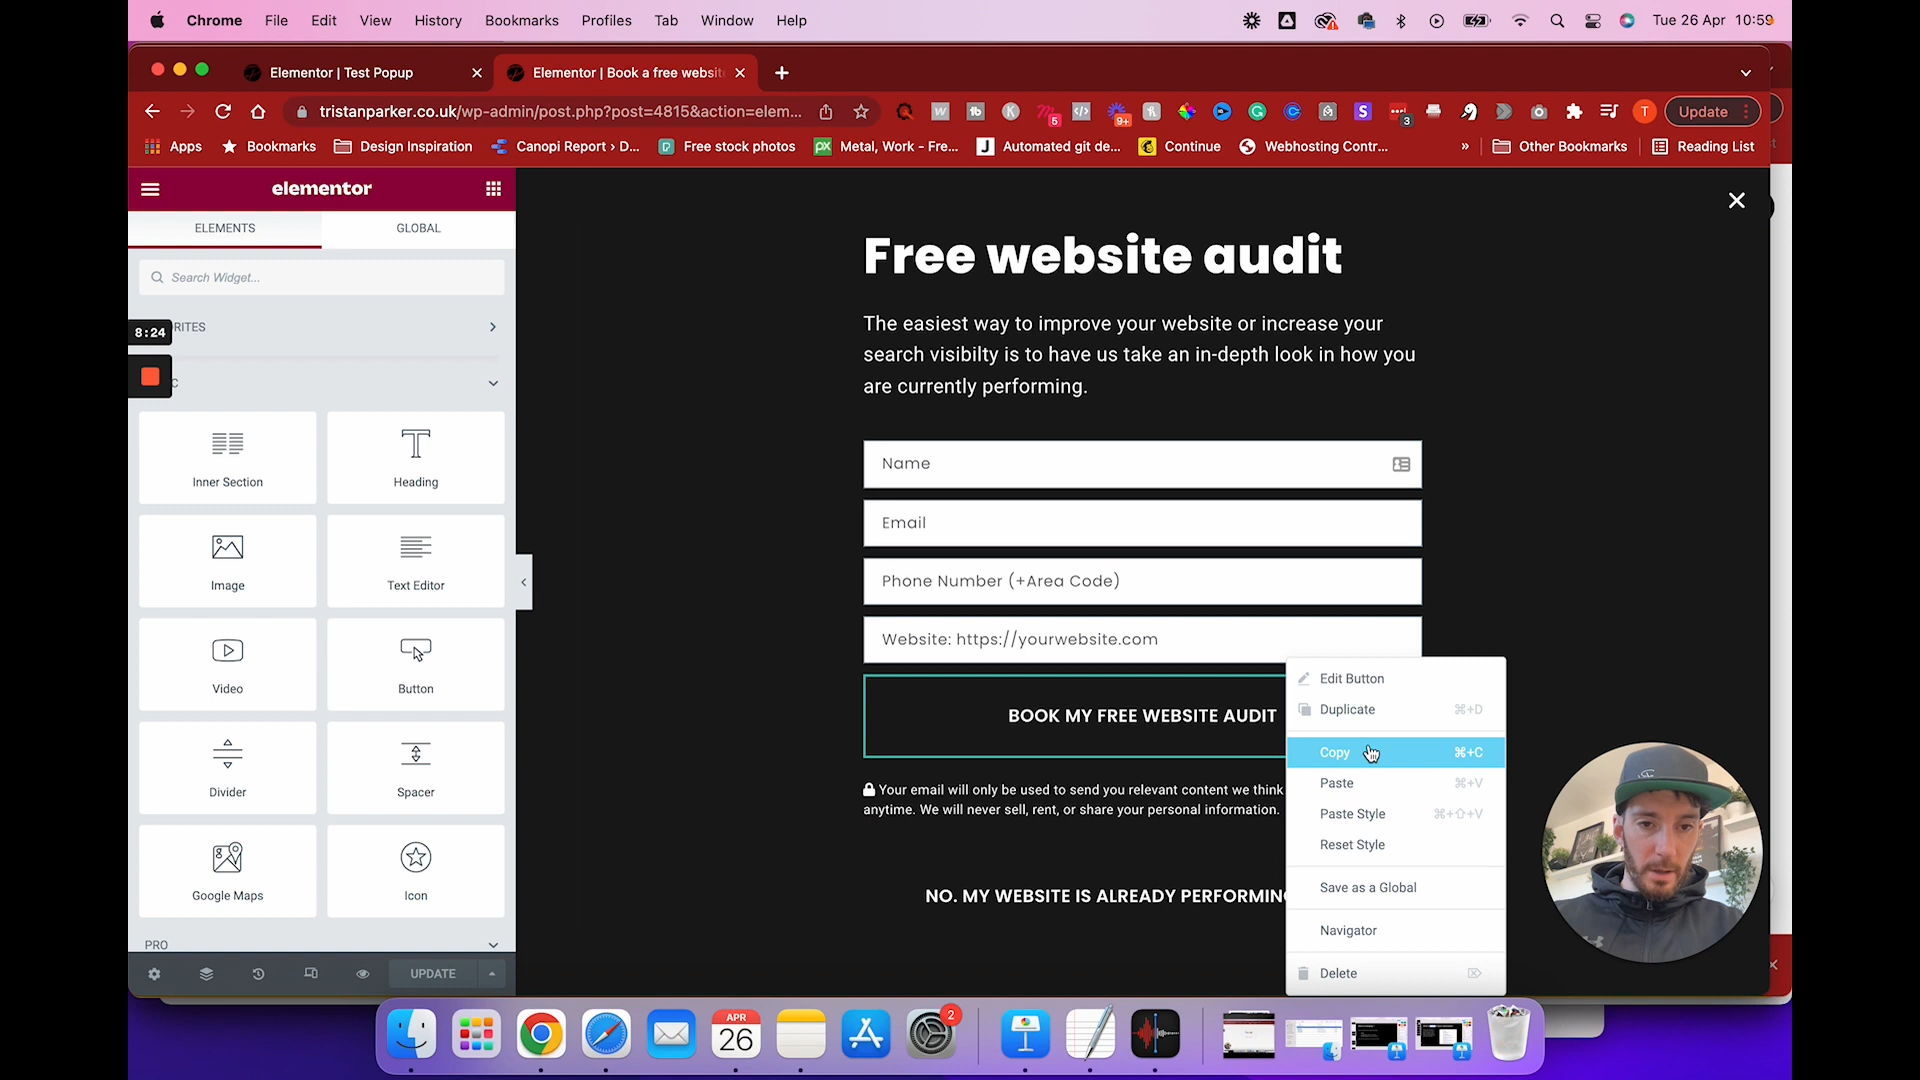 Chrome File Edit View History Bookmarks Profiles Tab Window Help
Tue 26 Apr 10:59
Elementor | Test Popup
Elementor | Book a free websit
tristanparker.co.uk/wp-admin/post.php?post=4815&action=elem...
5
9+
3
T
Update
Apps
Bookmarks
Design Inspiration
Canopi Report > D...
Free stock photos
Metal, Work - Fre...
Automated git de...
Continue
Webhosting Contr...
»
Other Bookmarks
Reading List
elementor
ELEMENTS
GLOBAL
Search Widget...
8:24
RITES
C
Inner Section
Heading
Image
Text Editor
Video
Button
Divider
Spacer
Google Maps
Icon
PRO
UPDATE
Free website audit
The easiest way to improve your website or increase your
search visibilty is to have us take an in-depth look in how you
are currently performing.
Name
Email
Phone Number (+Area Code)
Website: https://yourwebsite.com
BOOK MY FREE WEBSITE AUDIT
Your email will only be used to send you relevant content we think
anytime. We will never sell, rent, or share your personal information.
NO. MY WEBSITE IS ALREADY PERFORMING
Edit Button
Duplicate ⌘+D
Copy ⌘+C
Paste ⌘+V
Paste Style ⌘+⇧+V
Reset Style
Save as a Global
Navigator
Delete ⌦
APR
26
2